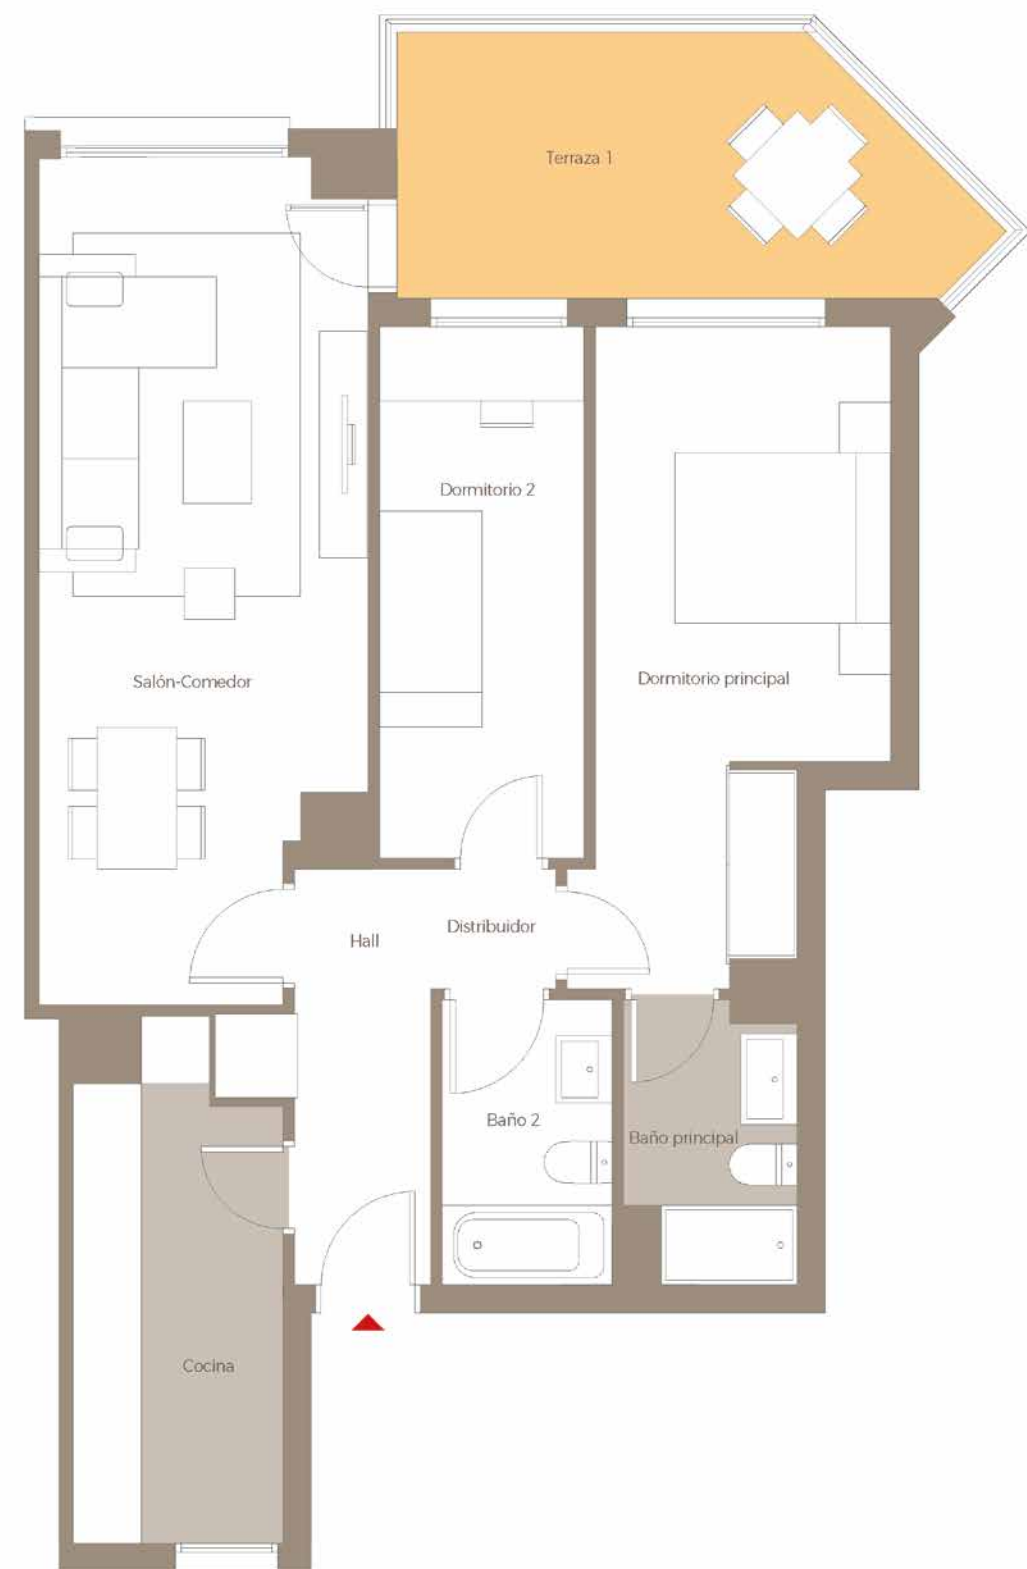 Terraza 1
Dormitorio 2
Dormitorio principal
Salón-Comedor
Distribuidor
Hall
Baño 2
Baño principal
Cocina